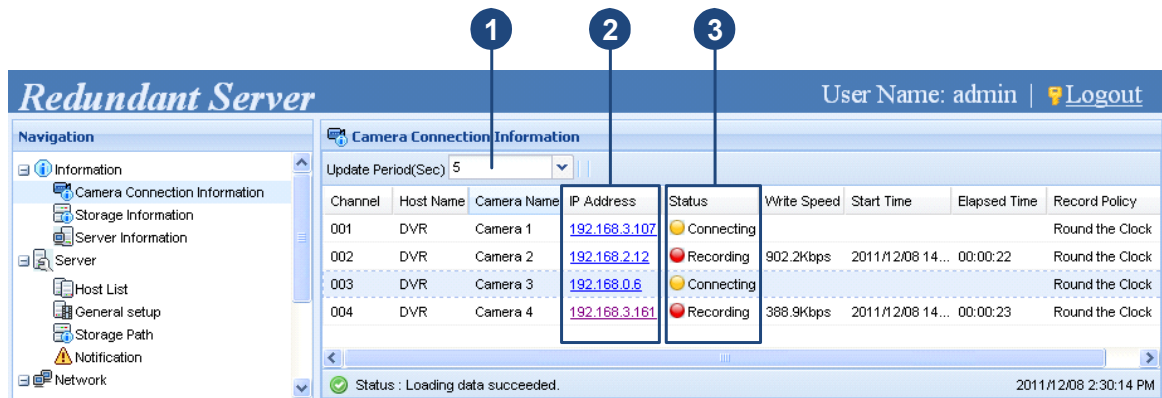 1 2 3
Redundant Server User Name: admin | Logout
Navigation
Information
Camera Connection Information
Storage Information
Server Information
Server
Host List
General setup
Storage Path
Notification
Network
Camera Connection Information
Update Period(Sec) 5
Channel Host Name Camera Name IP Address Status Write Speed Start Time Elapsed Time Record Policy
001 DVR Camera 1 192.168.3.107 Connecting Round the Clock
002 DVR Camera 2 192.168.2.12 Recording 902.2Kbps 2011/12/08 14... 00:00:22 Round the Clock
003 DVR Camera 3 192.168.0.6 Connecting Round the Clock
004 DVR Camera 4 192.168.3.161 Recording 388.9Kbps 2011/12/08 14... 00:00:23 Round the Clock
Status : Loading data succeeded. 2011/12/08 2:30:14 PM